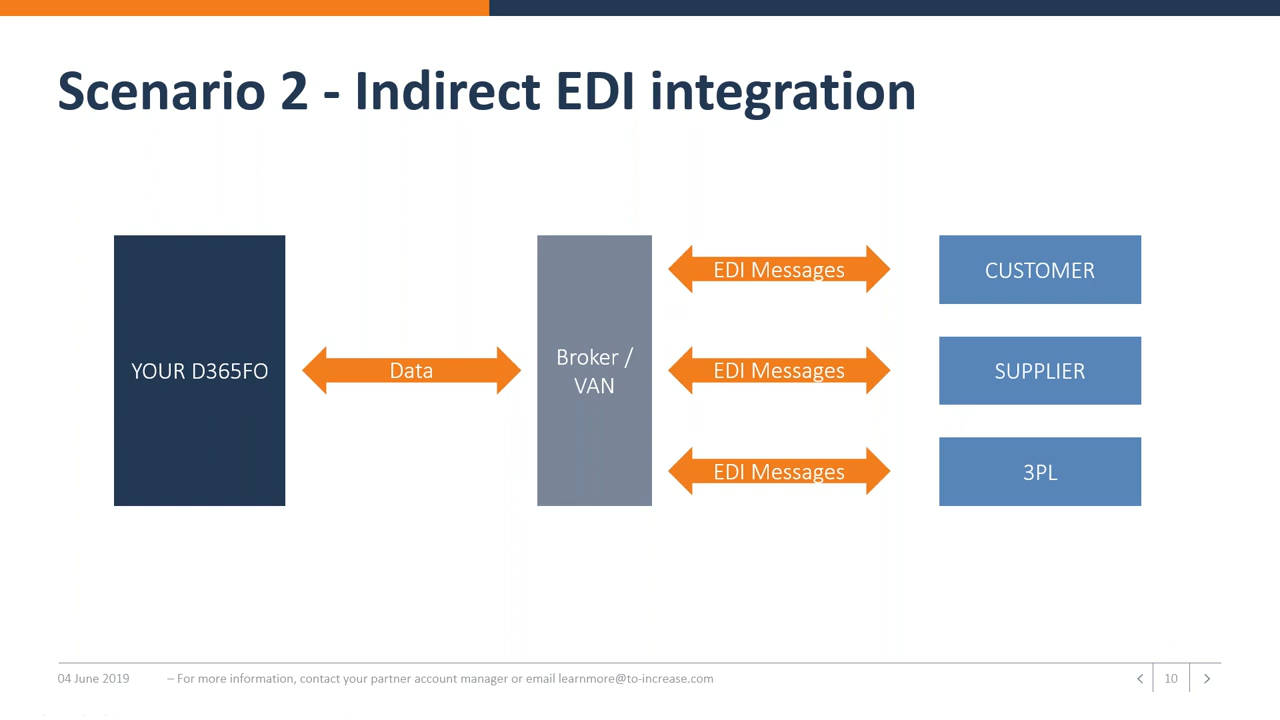 Scenario 2 - Indirect EDI integration
YOUR D365FO
Data
Broker /
VAN
EDI Messages
CUSTOMER
EDI Messages
SUPPLIER
EDI Messages
3PL
04 June 2019
– For more information, contact your partner account manager or email learnmore@to-increase.com
10